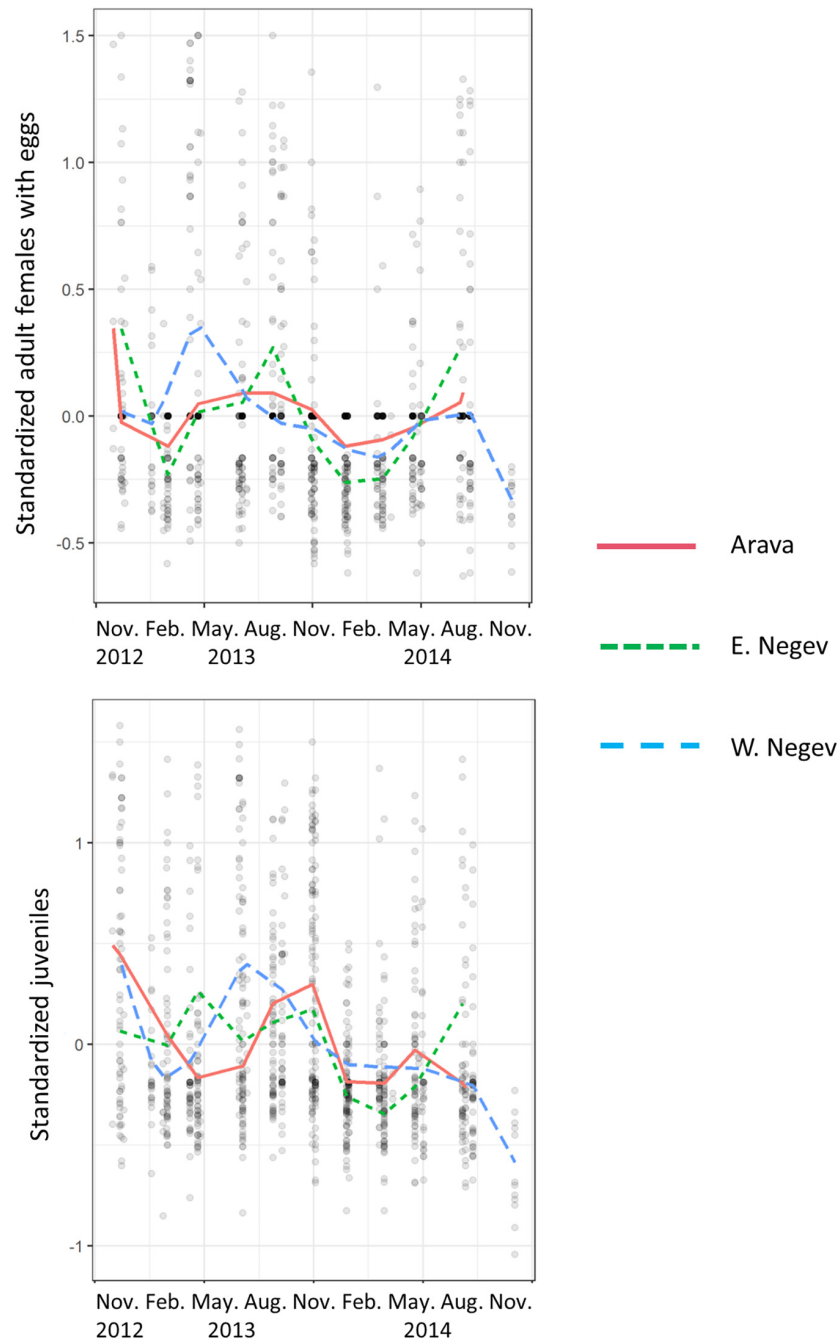 Standardized adult females with eggs
1.5
1.0
0.5
0.0
-0.5
Nov. Feb. May. Aug. Nov. Feb. May. Aug. Nov.
2012 2013 2014
Arava
E. Negev
W. Negev
Standardized juveniles
1
0
-1
Nov. Feb. May. Aug. Nov. Feb. May. Aug. Nov.
2012 2013 2014